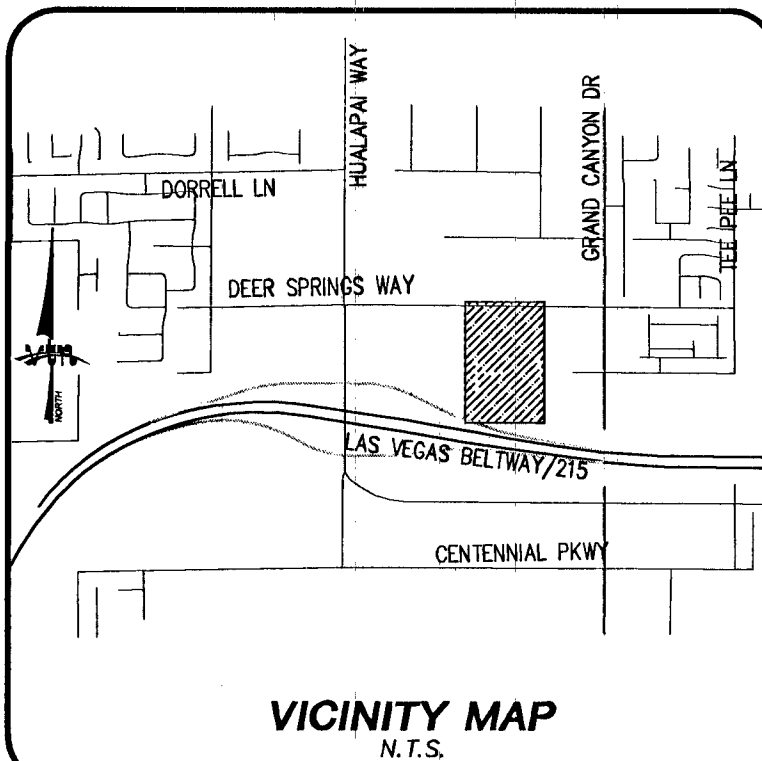 HUALAPAI WAY
GRAND CANYON DR
TEE PEE LN
DORRELL LN
DEER SPRINGS WAY
NORTH
LAS VEGAS BELTWAY/215
CENTENNIAL PKWY
VICINITY MAP
N.T.S.